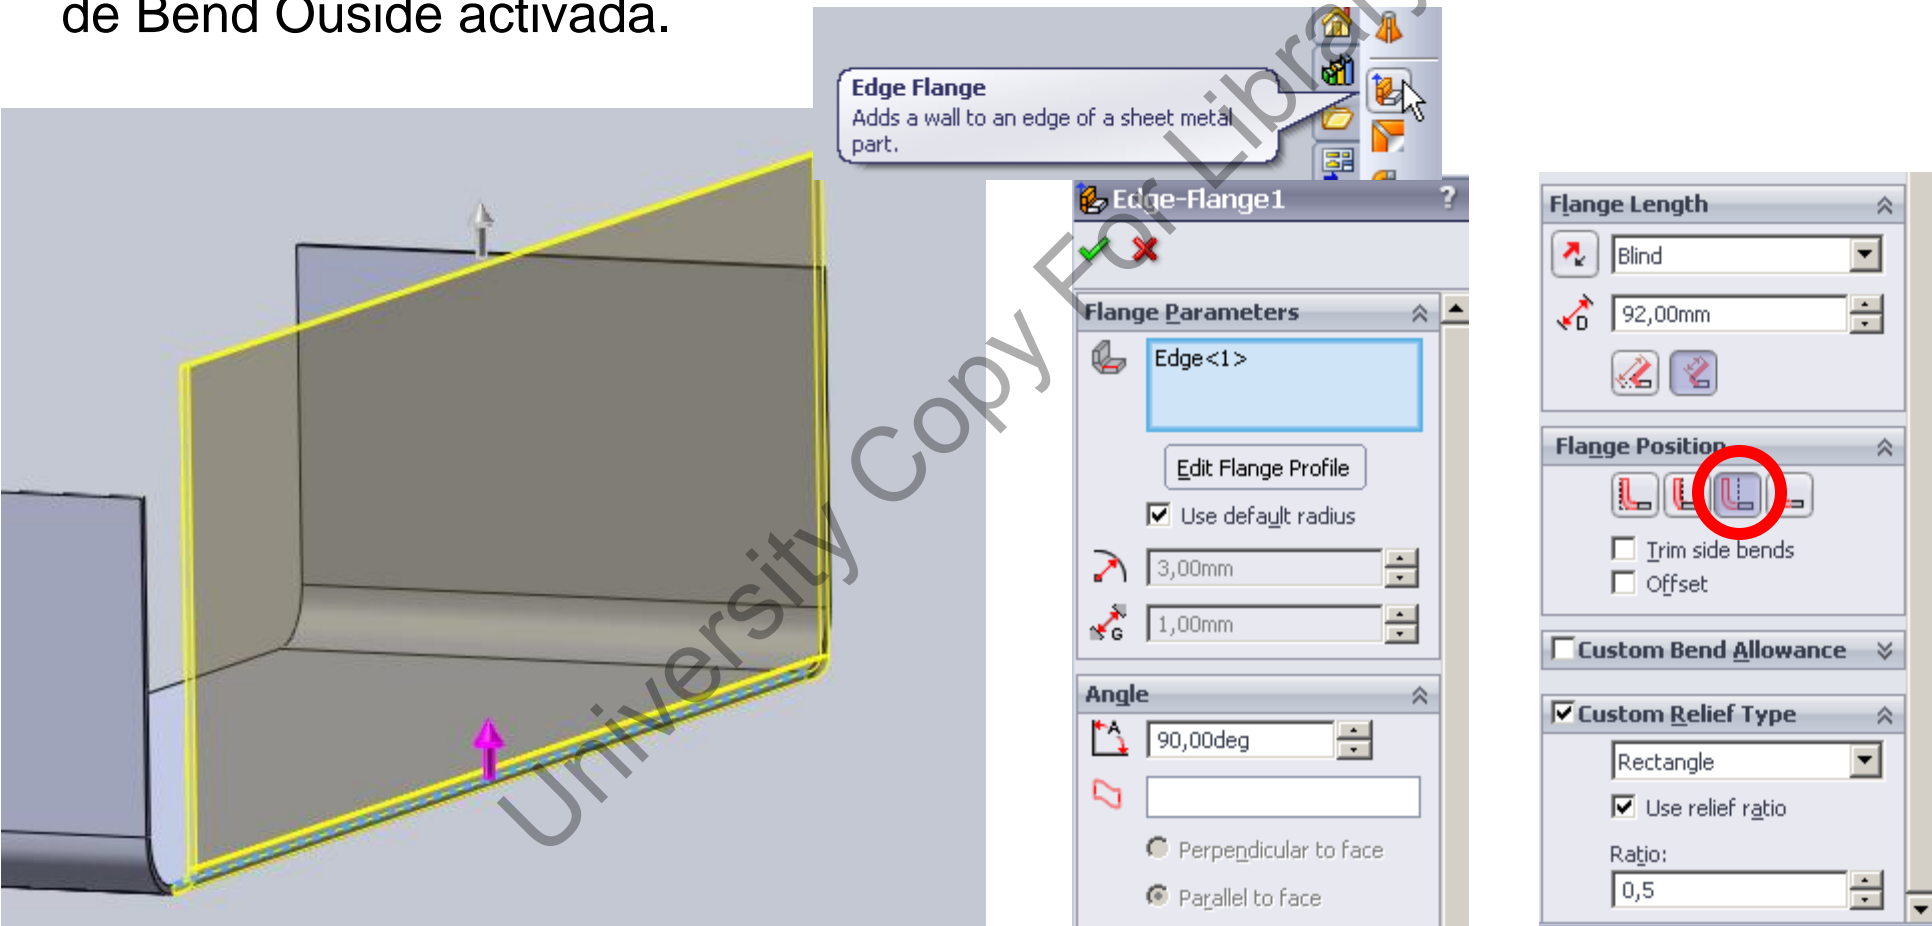 de Bend Ouside activada.
Edge Flange
Adds a wall to an edge of a sheet metal
part.
Edge-Flange1
?
Flange Parameters
Edge<1>
Edit Flange Profile
Use default radius
3,00mm
G
1,00mm
Angle
A
90,00deg
Perpendicular to face
Parallel to face
Flange Length
Blind
D
92,00mm
Flange Position
Trim side bends
Offset
Custom Bend Allowance
Custom Relief Type
Rectangle
Use relief ratio
Ratio:
0,5
University Copy For Library